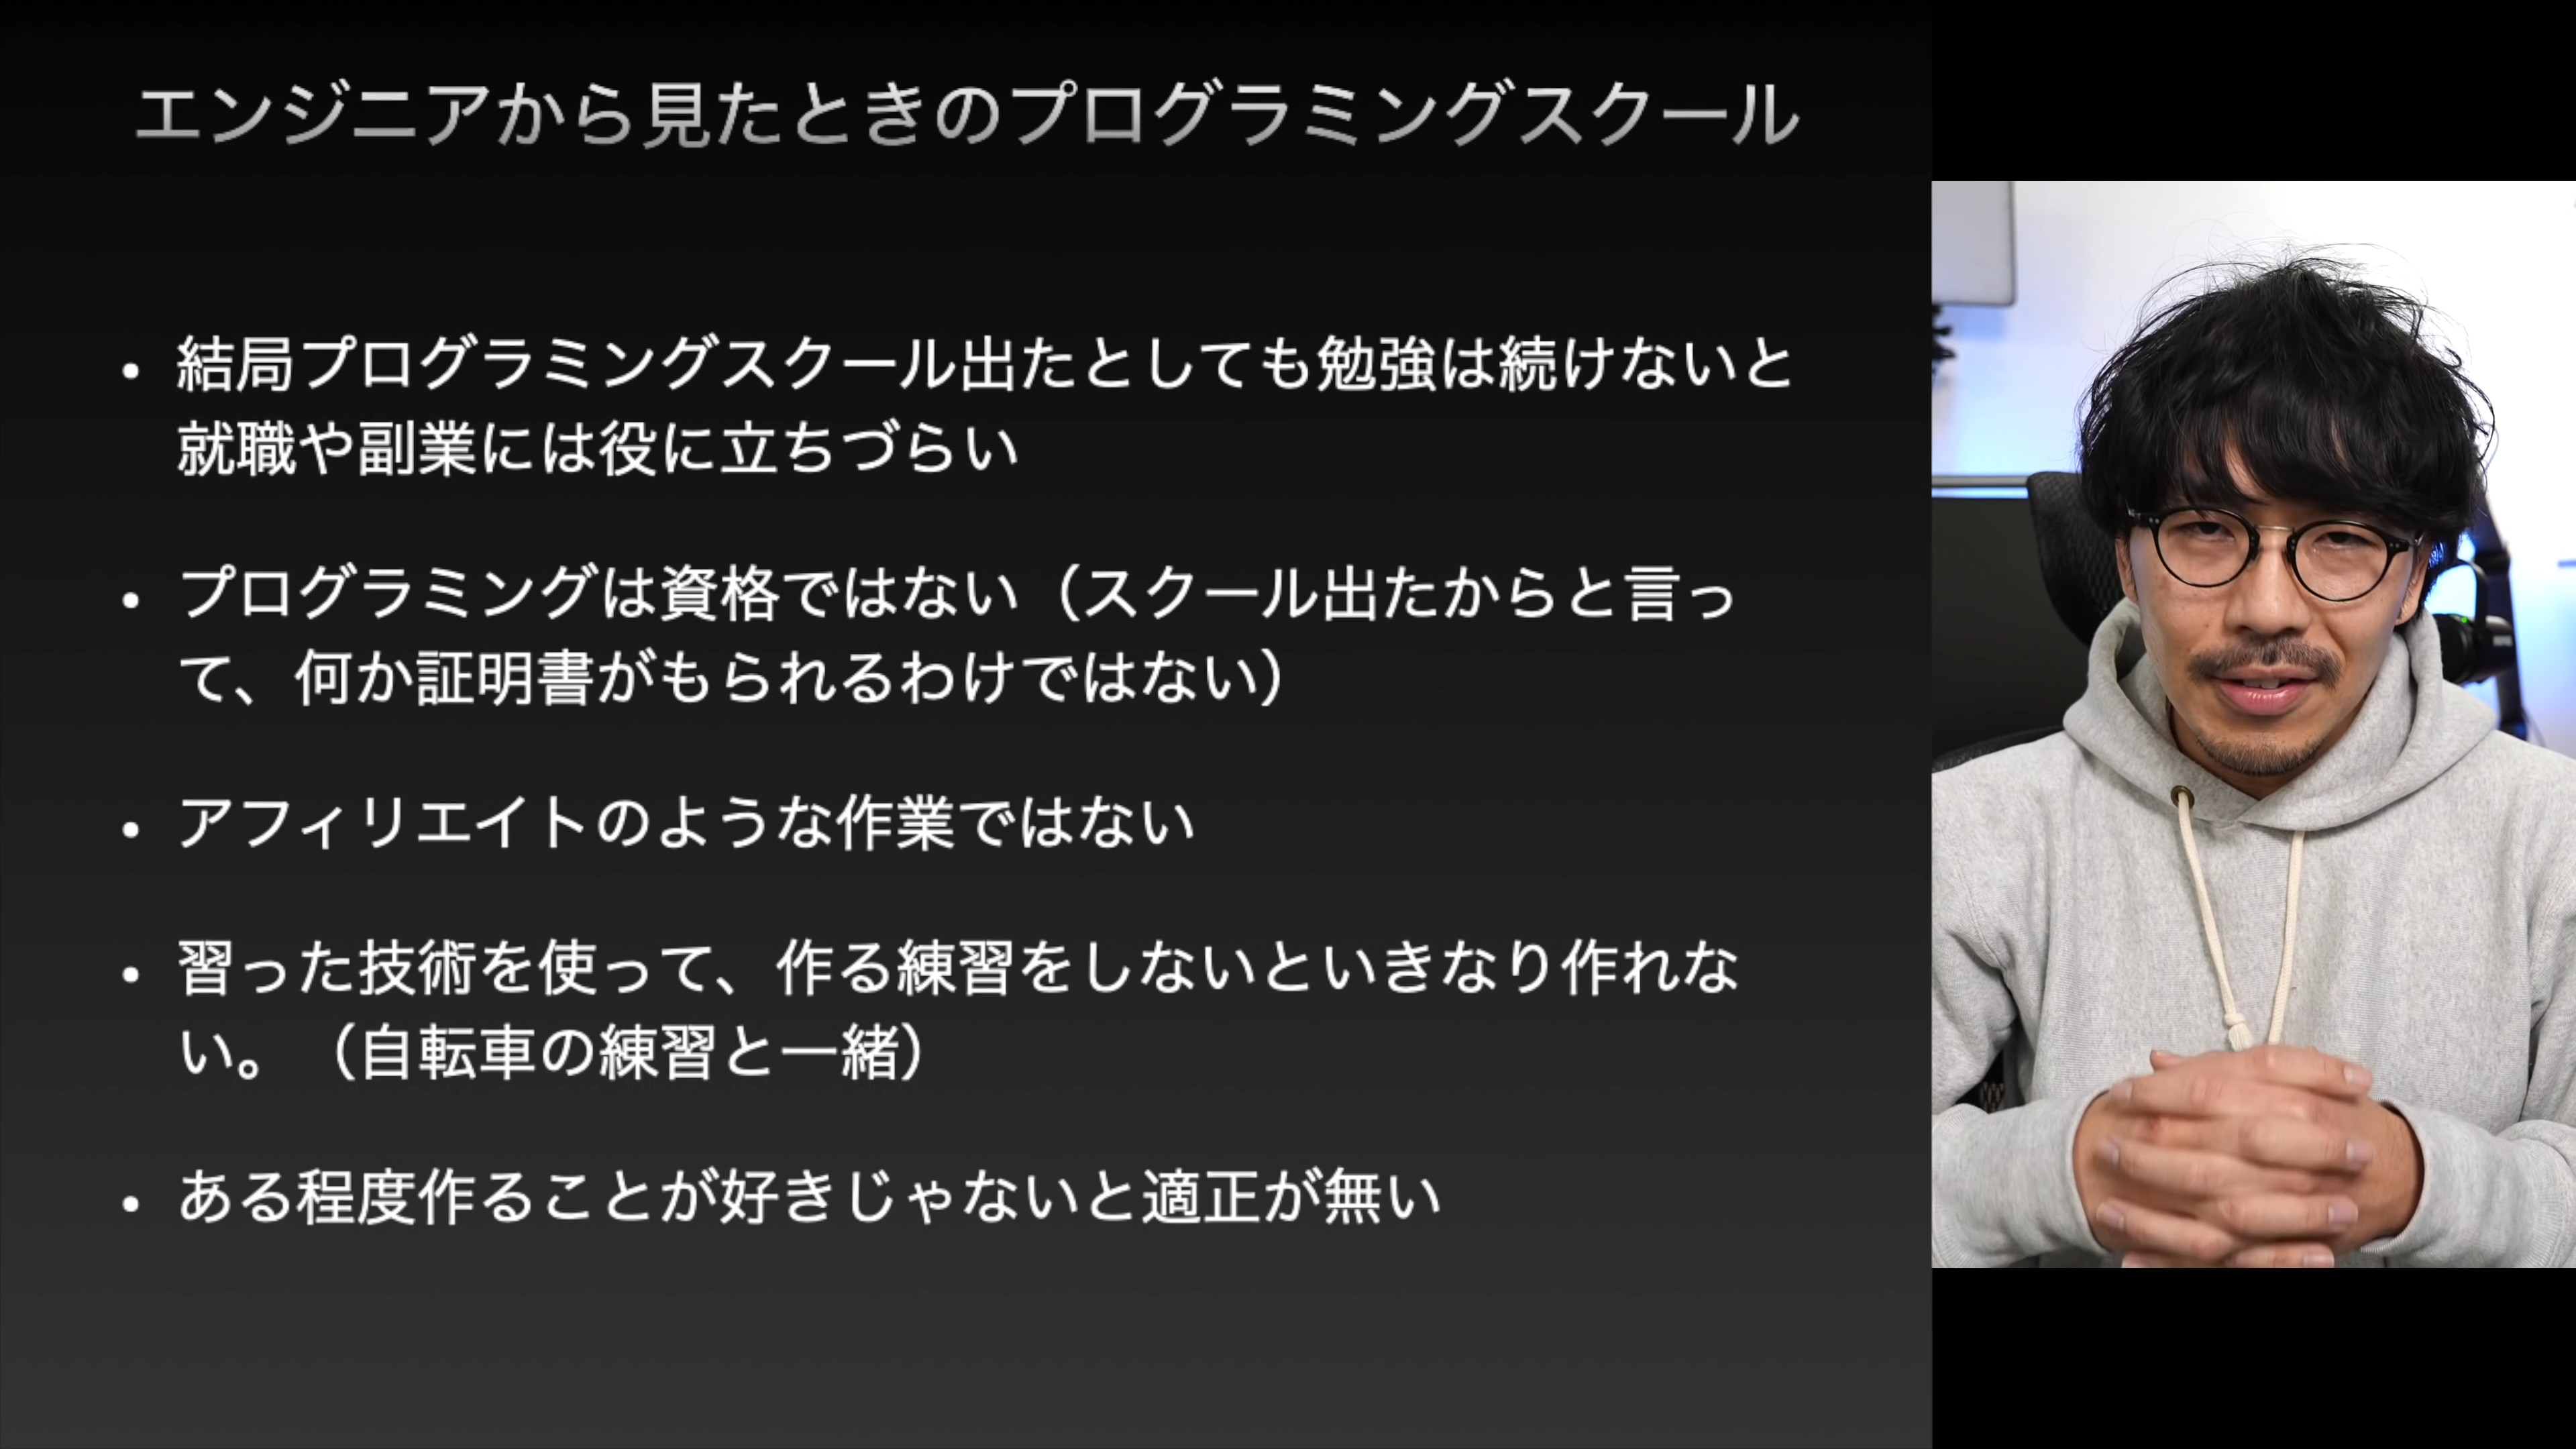 エンジニアから見たときのプログラミングスクール
• 結局プログラミングスクール出たとしても勉強は続けないと
就職や副業には役に立ちづらい
• プログラミングは資格ではない（スクール出たからと言っ
て、何か証明書がもられるわけではない）
• アフィリエイトのような作業ではない
• 習った技術を使って、作る練習をしないといきなり作れな
い。（自転車の練習と一緒）
• ある程度作ることが好きじゃないと適正が無い